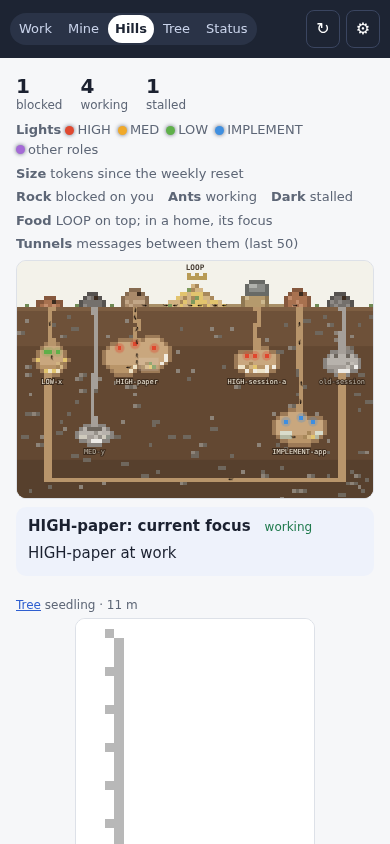 Work Mine Hills Tree Status ↻ ⚙
1 4 1
blocked working stalled
Lights HIGH MED LOW IMPLEMENT
other roles
Size tokens since the weekly reset
Rock blocked on you Ants working Dark stalled
Food LOOP on top; in a home, its focus
Tunnels messages between them (last 50)
LOOP
LOW-x HIGH-paper HIGH-session-a old session
MED-y IMPLEMENT-app
HIGH-paper: current focus working
HIGH-paper at work
Tree seedling · 11 m